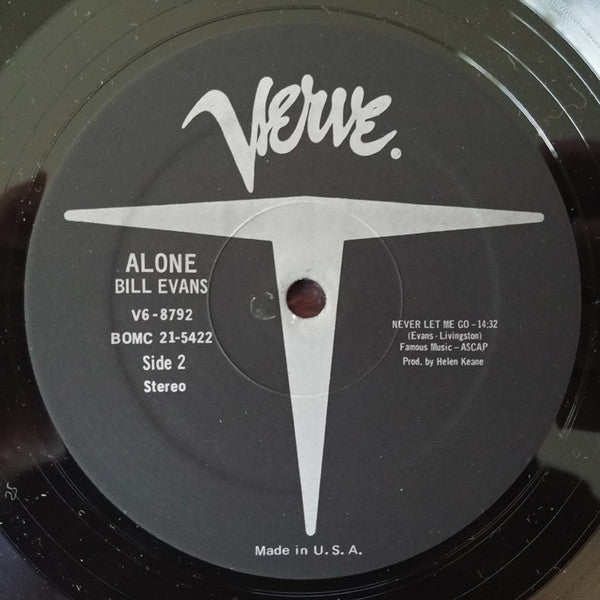 Verve.
ALONE
BILL EVANS
V6-8792
BOMC 21-5422
Side 2
Stereo
NEVER LET ME GO - 14:32
(Evans - Livingston)
Famous Music - ASCAP
Prod. by Helen Keane
Made in U.S.A.